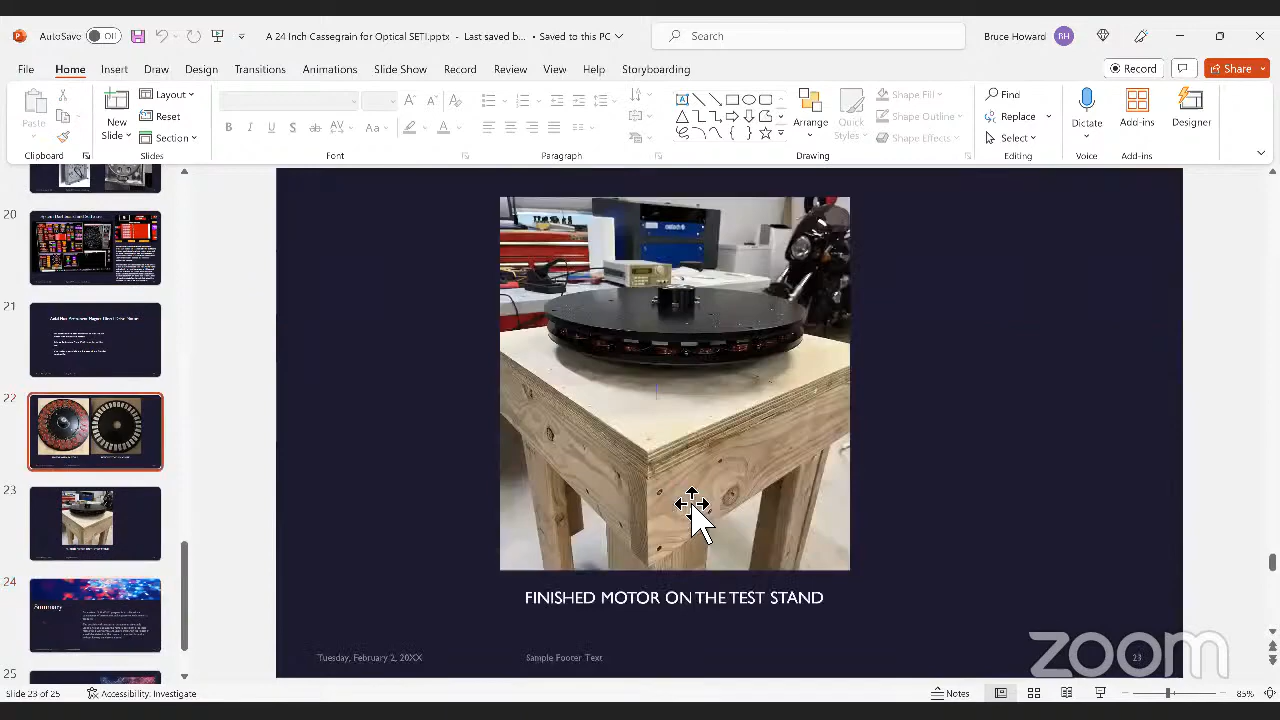 AutoSave Off A 24 Inch Cassegrain for Optical SETI.pptx - Last saved b... • Saved to this PC Search Bruce Howard BH
File Home Insert Draw Design Transitions Animations Slide Show Record Review View Help Storyboarding Record Share
Paste New Slide Layout Reset Section Arrange Quick Styles Shape Fill Shape Outline Shape Effects Find Replace Select Dictate Add-ins Designer
B I U S ab AV Aa A
Clipboard Slides Font Paragraph Drawing Editing Voice Add-ins
20
21
22
23
24
Summary
25
FINISHED MOTOR ON THE TEST STAND
Tuesday, February 2, 20XX Sample Footer Text 23
zoom
Slide 23 of 25 Accessibility: Investigate Notes 85%